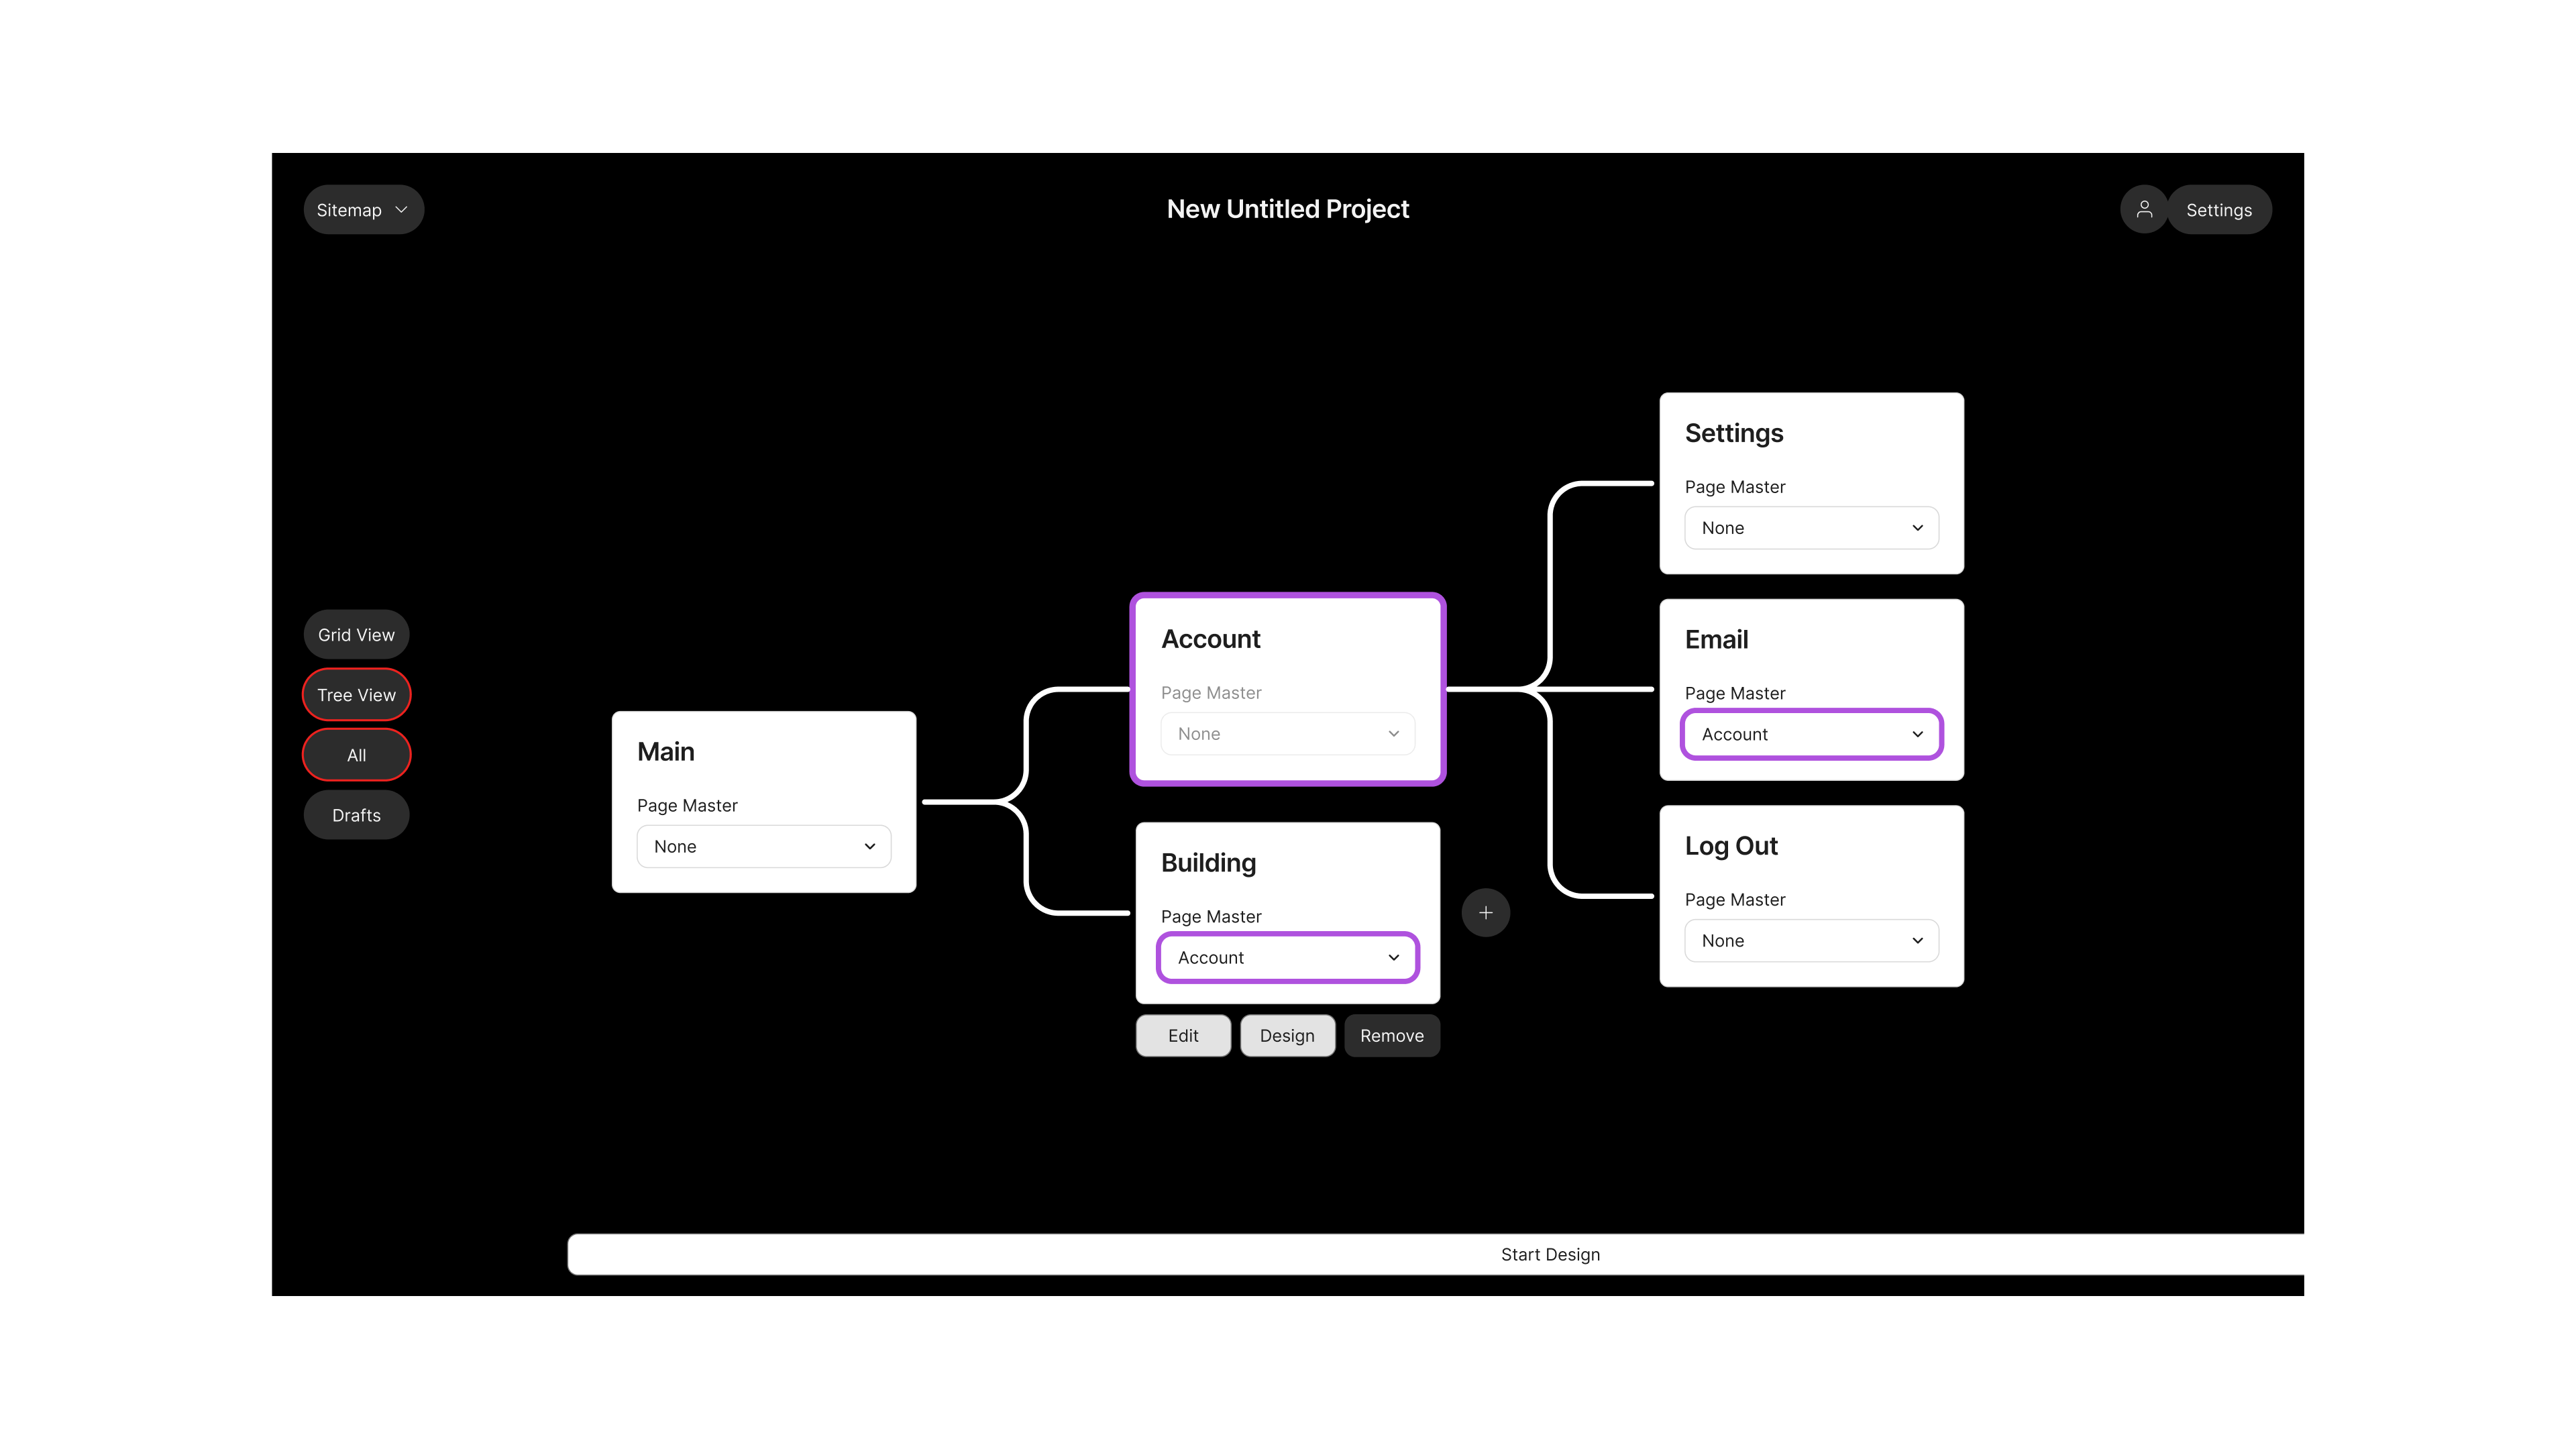 Sitemap
New Untitled Project
Settings
Grid View
Tree View
All
Drafts
Main
Page Master
None
Account
Page Master
None
Building
Page Master
Account
Edit
Design
Remove
Settings
Page Master
None
Email
Page Master
Account
Log Out
Page Master
None
Start Design